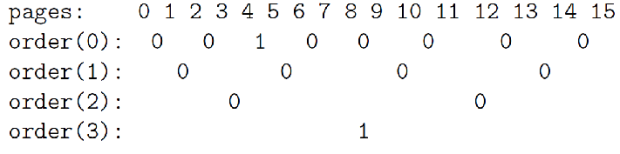 pages: 0 1 2 3 4 5 6 7 8 9 10 11 12 13 14 15
order(0): 0 0 1 0 0 0 0 0
order(1): 0 0 0 0
order(2): 0 0
order(3): 1